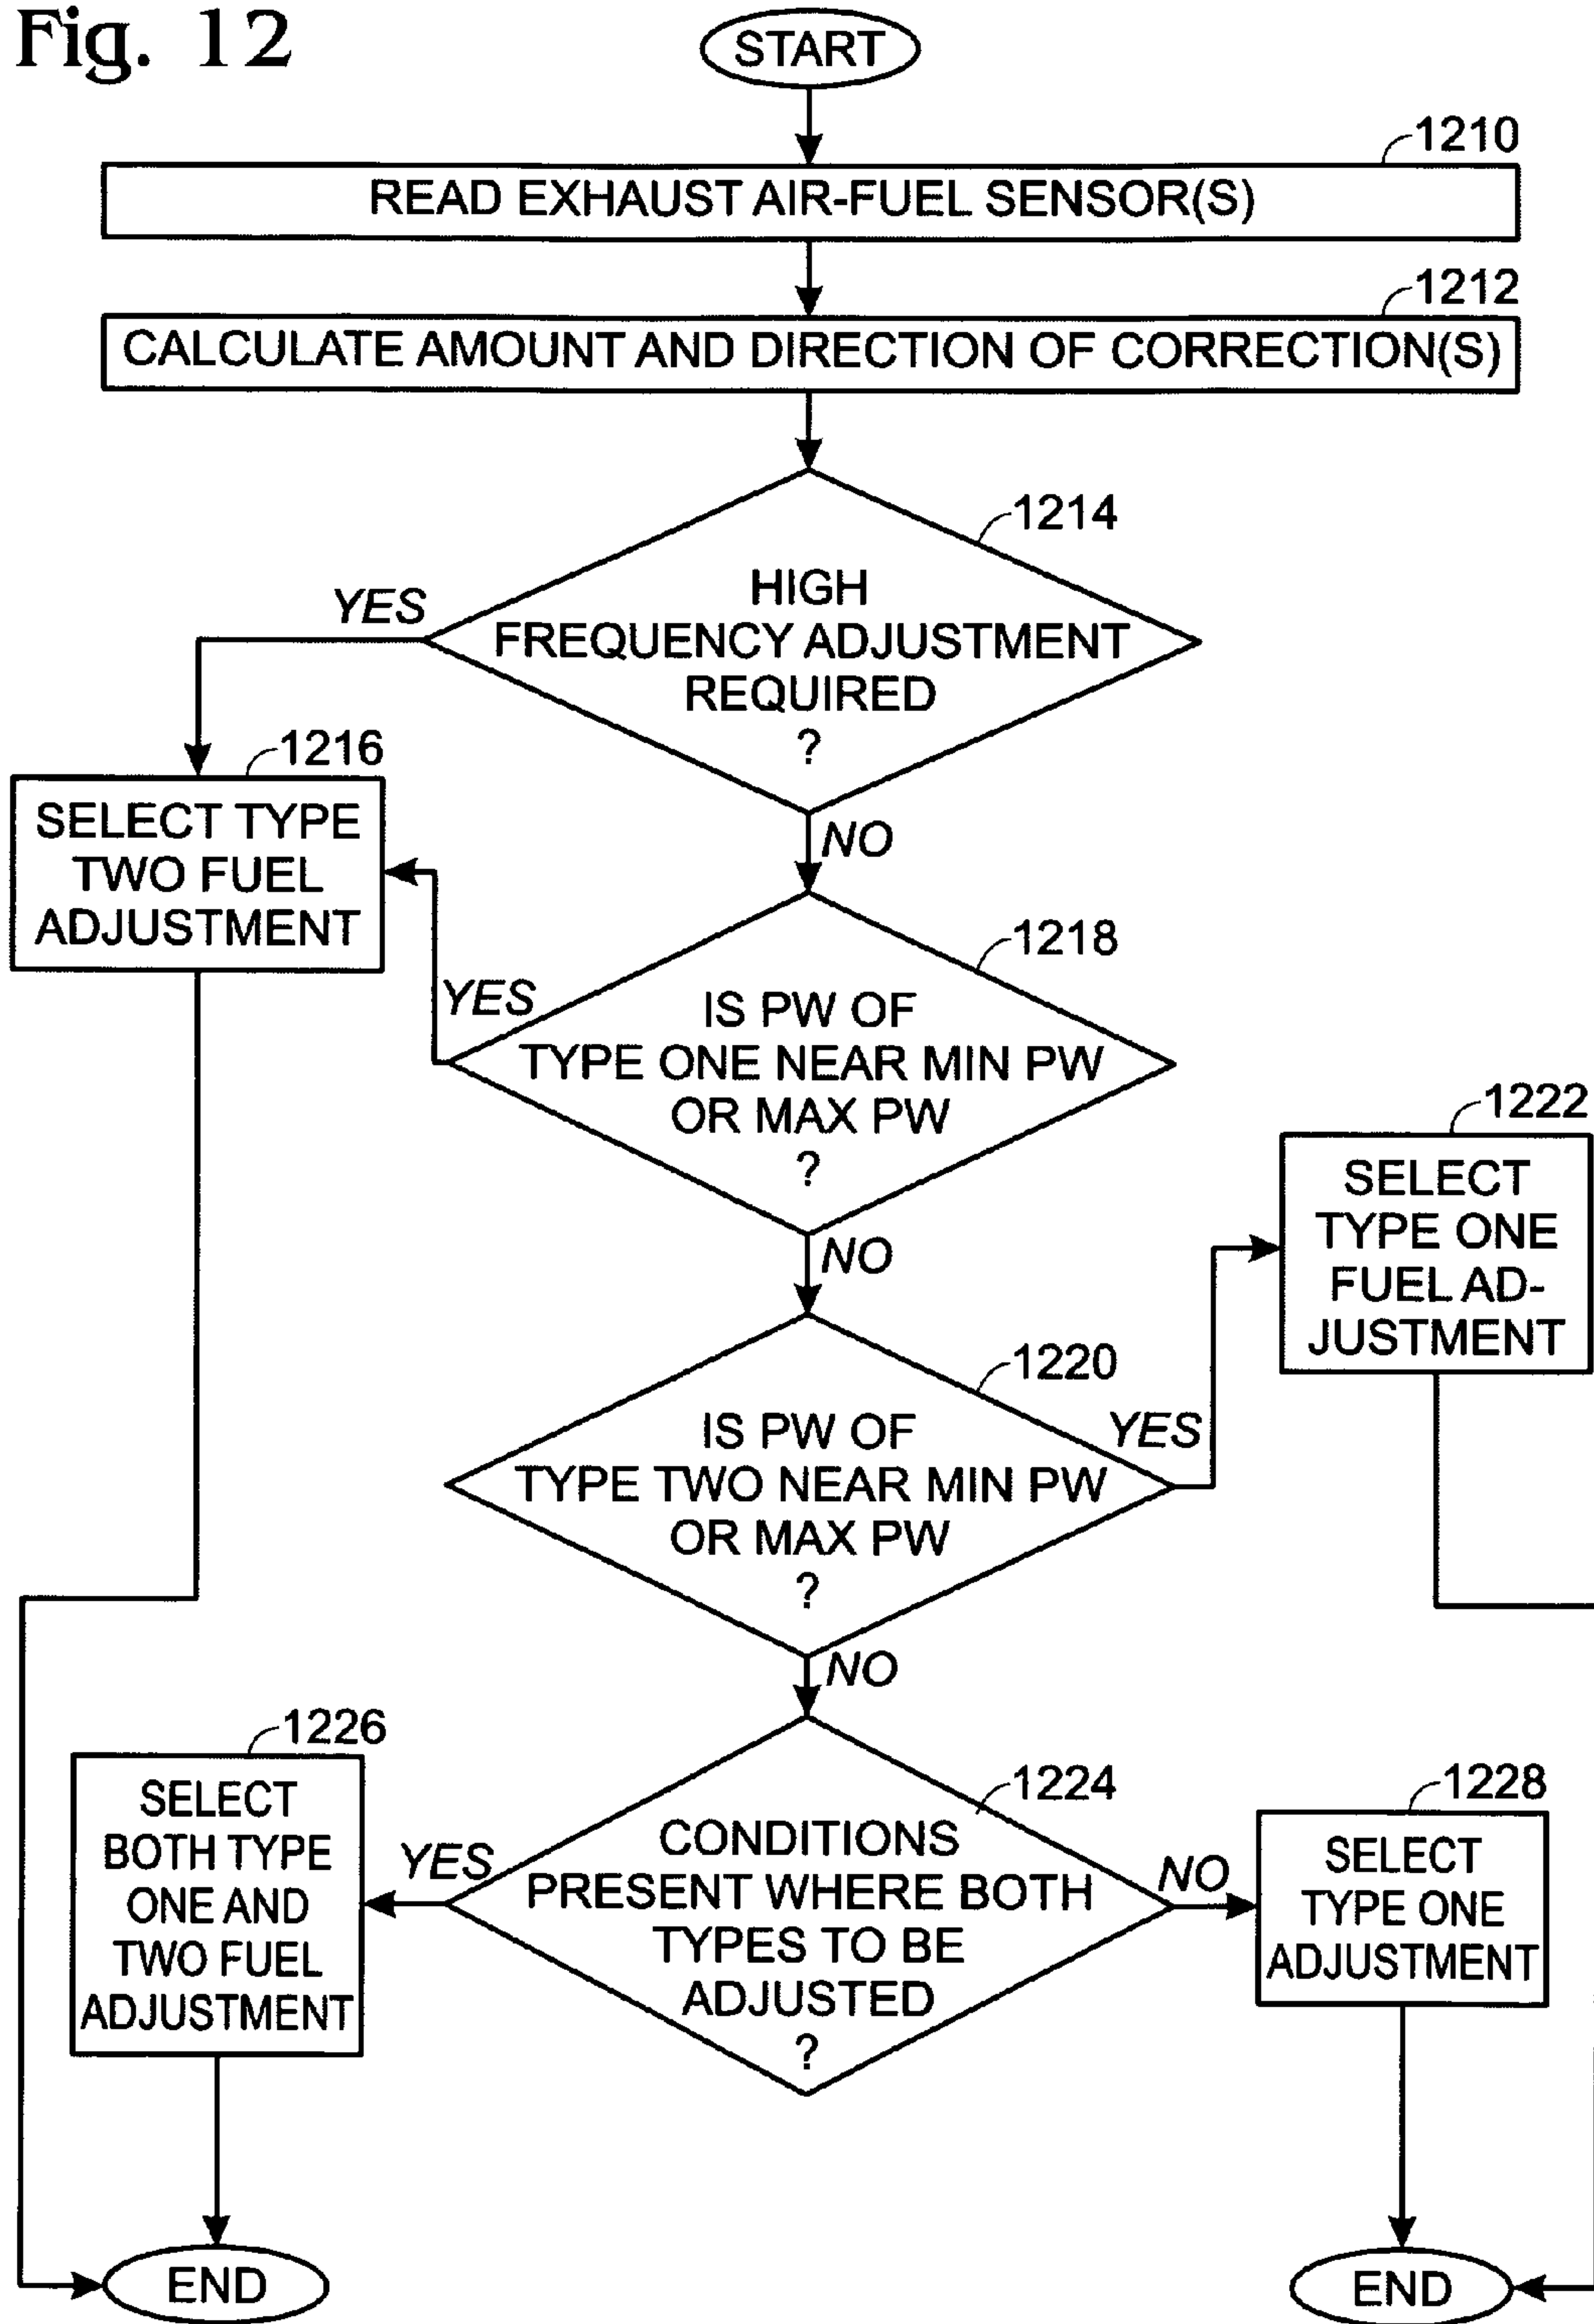 Fig. 12
START
1210
READ EXHAUST AIR-FUEL SENSOR(S)
1212
CALCULATE AMOUNT AND DIRECTION OF CORRECTION(S)
1214
HIGH
FREQUENCY ADJUSTMENT
REQUIRED
?
YES
NO
1216
SELECT TYPE
TWO FUEL
ADJUSTMENT
1218
IS PW OF
TYPE ONE NEAR MIN PW
OR MAX PW
?
YES
NO
1222
SELECT
TYPE ONE
FUEL AD-
JUSTMENT
1220
IS PW OF
TYPE TWO NEAR MIN PW
OR MAX PW
?
YES
NO
1226
SELECT
BOTH TYPE
ONE AND
TWO FUEL
ADJUSTMENT
1224
CONDITIONS
PRESENT WHERE BOTH
TYPES TO BE
ADJUSTED
?
YES
NO
1228
SELECT
TYPE ONE
ADJUSTMENT
END
END